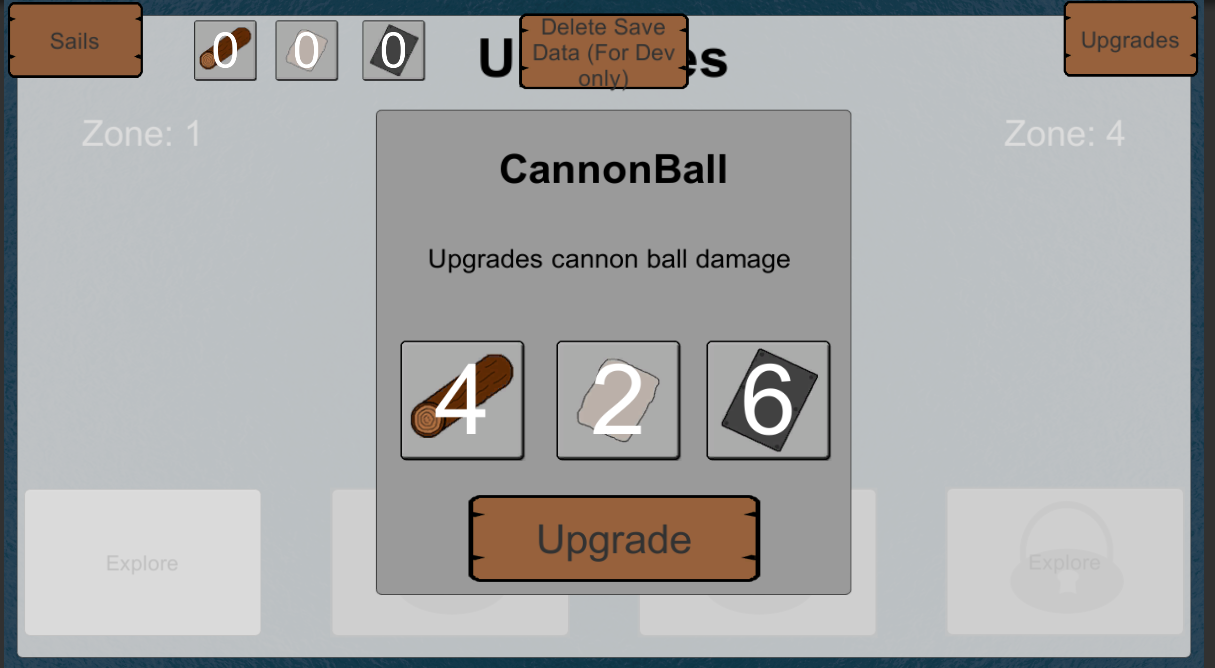 Sails
0
0
0
U
es
Delete Save
Data (For Dev
only)
Upgrades
Zone: 1
Zone: 4
CannonBall
Upgrades cannon ball damage
4
2
6
Upgrade
Explore
Explore